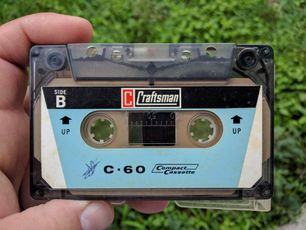 SIDE
B
C Craftsman
UP
UP
C·60
Compact
Cassette